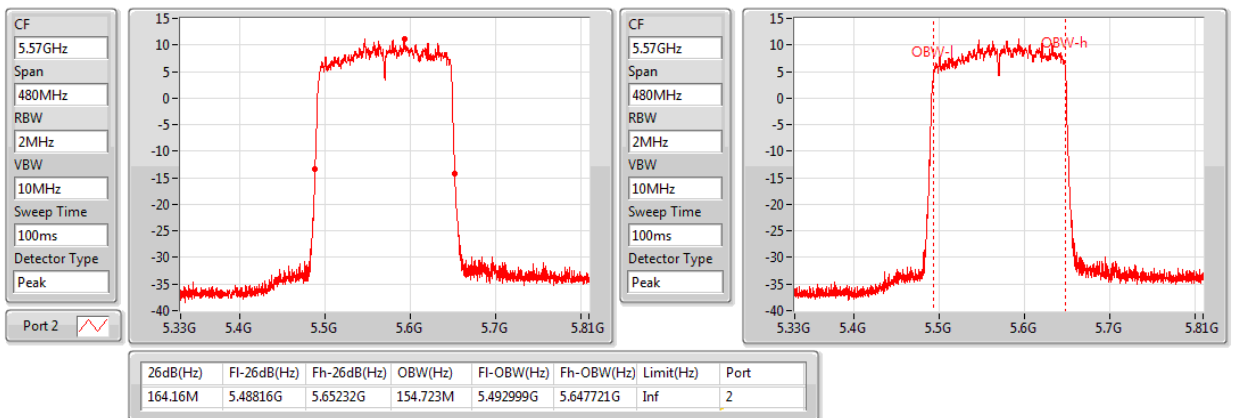 CF
5.57GHz
Span
480MHz
RBW
2MHz
VBW
10MHz
Sweep Time
100ms
Detector Type
Peak
Port 2
15
10
5
0
-5
-10
-15
-20
-25
-30
-35
-40
5.33G 5.4G 5.5G 5.6G 5.7G 5.81G
CF
5.57GHz
Span
480MHz
RBW
2MHz
VBW
10MHz
Sweep Time
100ms
Detector Type
Peak
15
10
5
0
-5
-10
-15
-20
-25
-30
-35
-40
OBW-l OBW-h
5.33G 5.4G 5.5G 5.6G 5.7G 5.81G
26dB(Hz) Fl-26dB(Hz) Fh-26dB(Hz) OBW(Hz) Fl-OBW(Hz) Fh-OBW(Hz) Limit(Hz) Port
164.16M 5.48816G 5.65232G 154.723M 5.492999G 5.647721G Inf 2